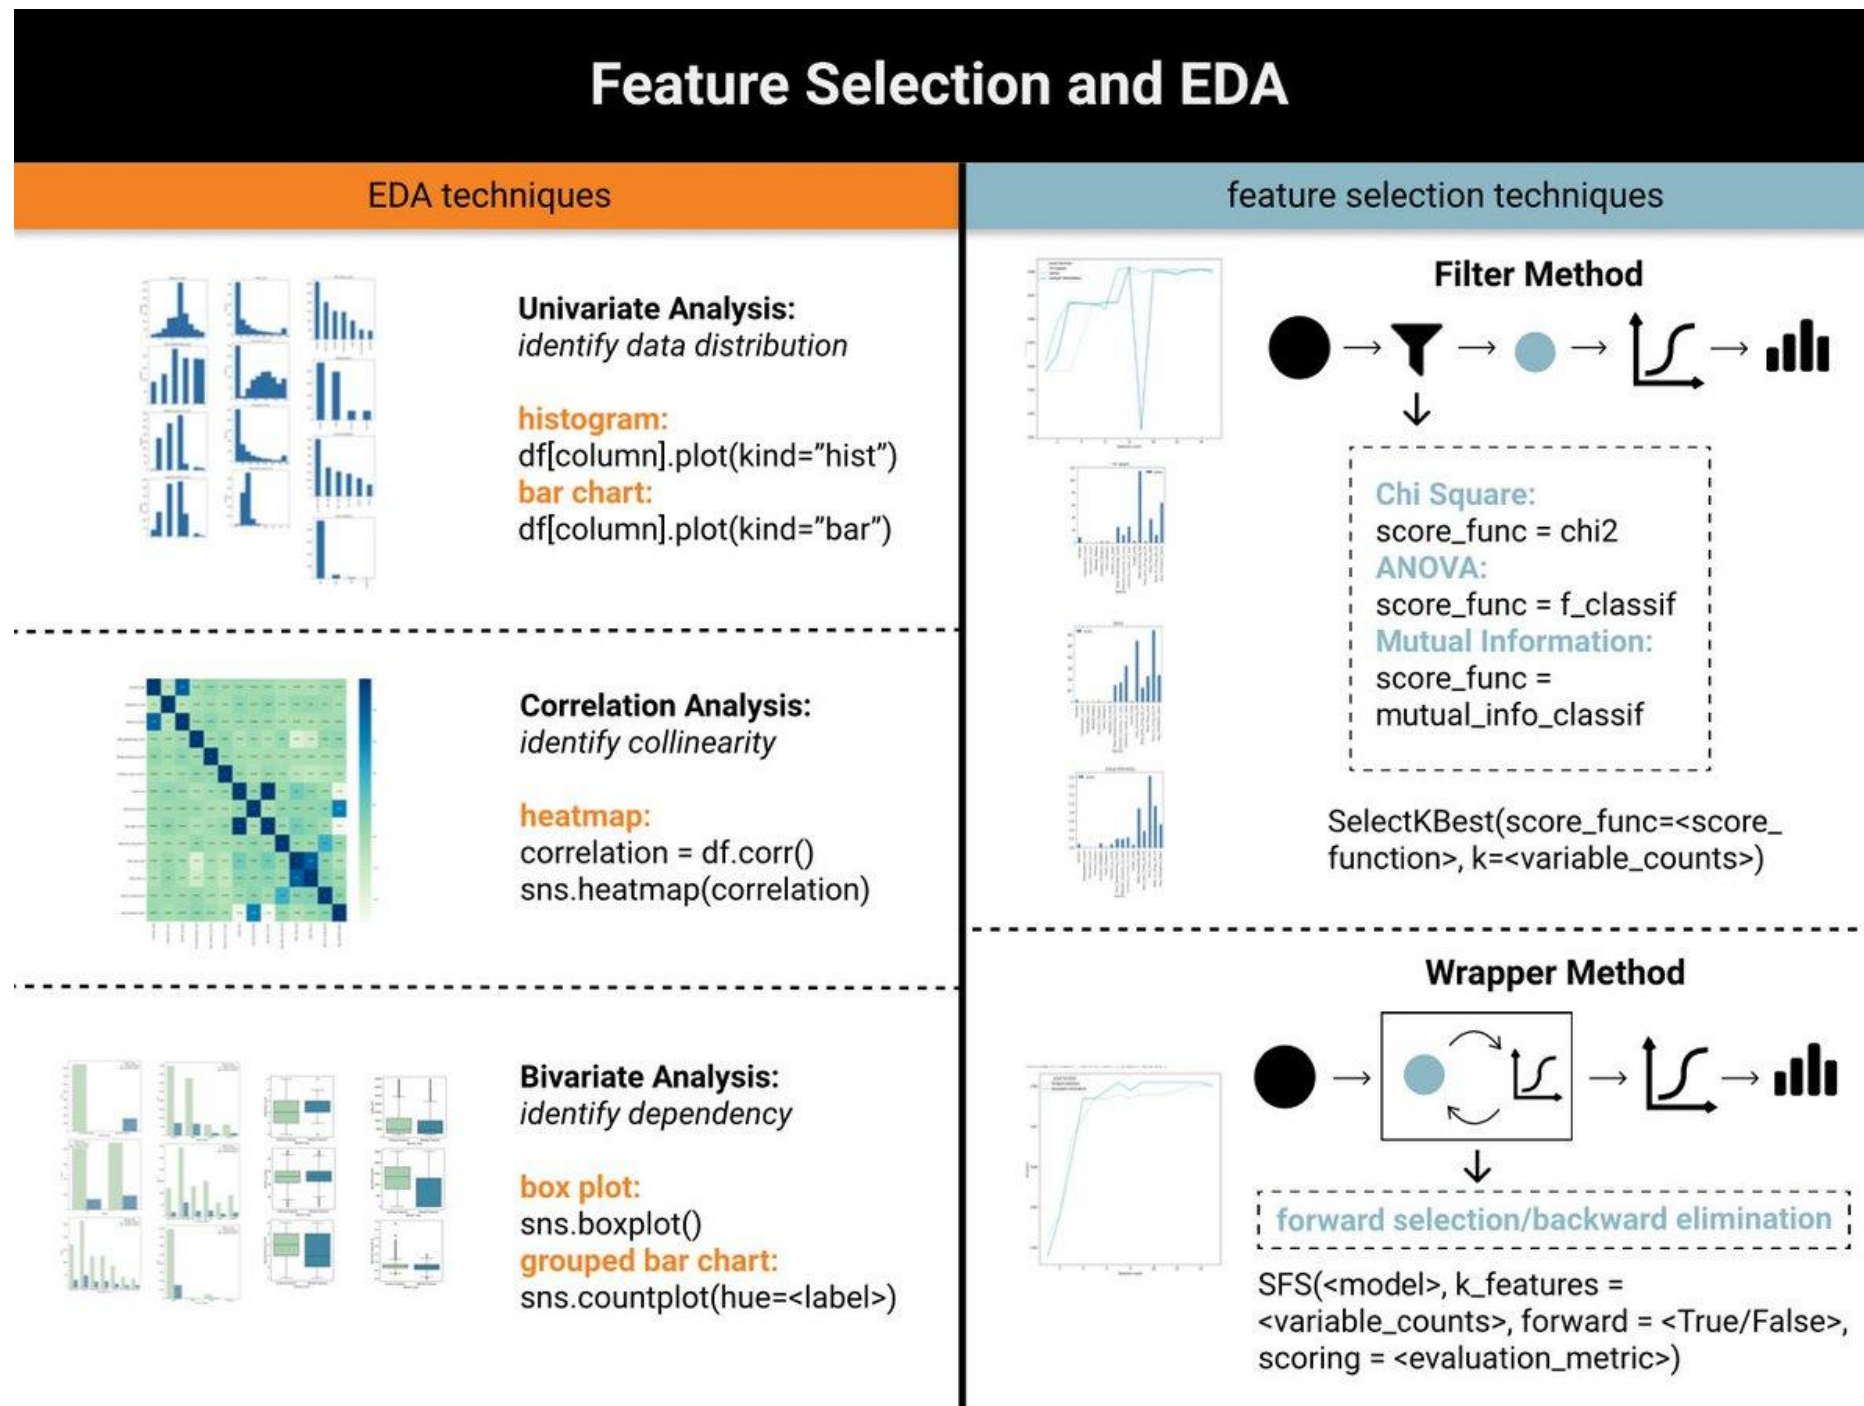 Feature Selection and EDA
EDA techniques
Univariate Analysis:
identify data distribution
histogram:
df[column].plot(kind=”hist”)
bar chart:
df[column].plot(kind=”bar”)
Correlation Analysis:
identify collinearity
heatmap:
correlation = df.corr()
sns.heatmap(correlation)
Bivariate Analysis:
identify dependency
box plot:
sns.boxplot()
grouped bar chart:
sns.countplot(hue=<label>)
feature selection techniques
Filter Method
Chi Square:
score_func = chi2
ANOVA:
score_func = f_classif
Mutual Information:
score_func =
mutual_info_classif
SelectKBest(score_func=<score_
function>, k=<variable_counts>)
Wrapper Method
forward selection/backward elimination
SFS(<model>, k_features =
<variable_counts>, forward = <True/False>,
scoring = <evaluation_metric>)